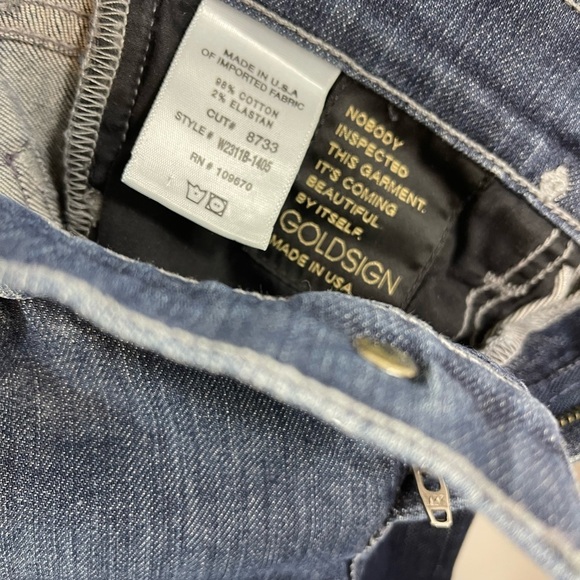 MADE IN U.S.A
OF IMPORTED FABRIC
98% COTTON
2% ELASTAN
CUT# 8733
STYLE# W2311B-1405
RN # 109670
NOBODY
INSPECTED
THIS GARMENT.
IT'S COMING
BEAUTIFUL
BY ITSELF.
GOLDSIGN
MADE IN USA